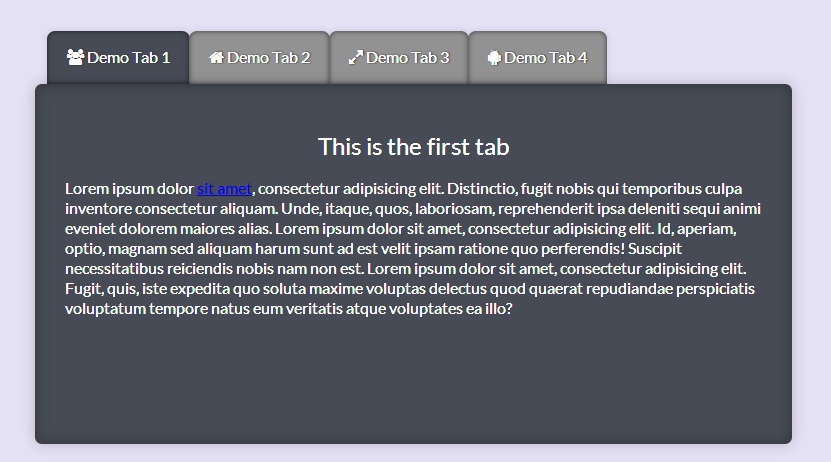 Demo Tab 1 Demo Tab 2 Demo Tab 3 Demo Tab 4
This is the first tab
Lorem ipsum dolor sit amet, consectetur adipisicing elit. Distinctio, fugit nobis qui temporibus culpa
inventore consectetur aliquam. Unde, itaque, quos, laboriosam, reprehenderit ipsa deleniti sequi animi
eveniet dolorem maiores alias. Lorem ipsum dolor sit amet, consectetur adipisicing elit. Id, aperiam,
optio, magnam sed aliquam harum sunt ad est velit ipsam ratione quo perferendis! Suscipit
necessitatibus reiciendis nobis nam non est. Lorem ipsum dolor sit amet, consectetur adipisicing elit.
Fugit, quis, iste expedita quo soluta maxime voluptas delectus quod quaerat repudiandae perspiciatis
voluptatum tempore natus eum veritatis atque voluptates ea illo?